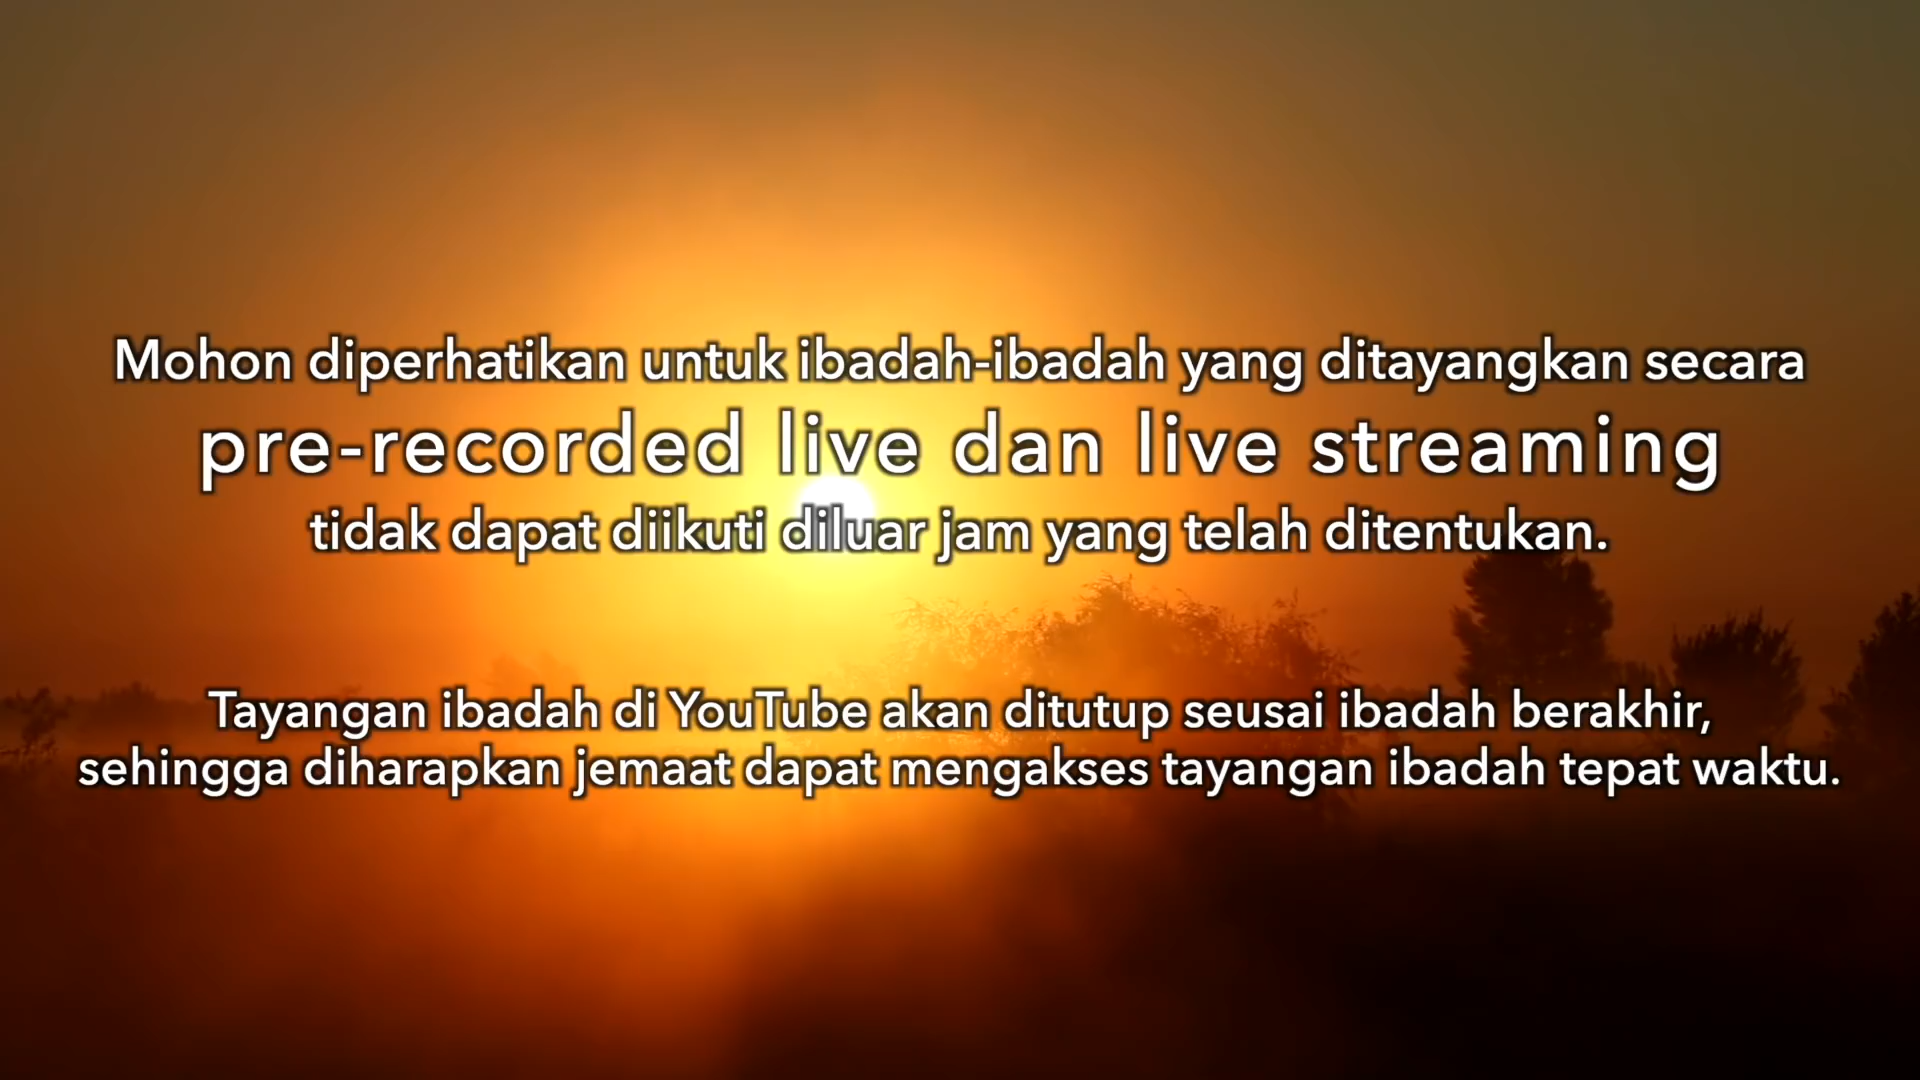 Mohon diperhatikan untuk ibadah-ibadah yang ditayangkan secara
pre-recorded live dan live streaming
tidak dapat diikuti diluar jam yang telah ditentukan.
Tayangan ibadah di YouTube akan ditutup seusai ibadah berakhir,
sehingga diharapkan jemaat dapat mengakses tayangan ibadah tepat waktu.